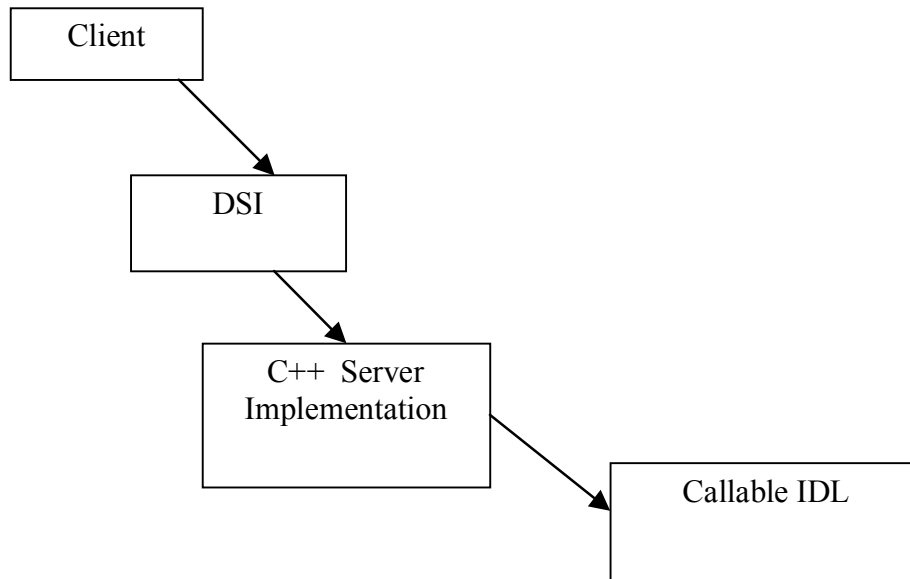 Client
DSI
C++ Server
Implementation
Callable IDL